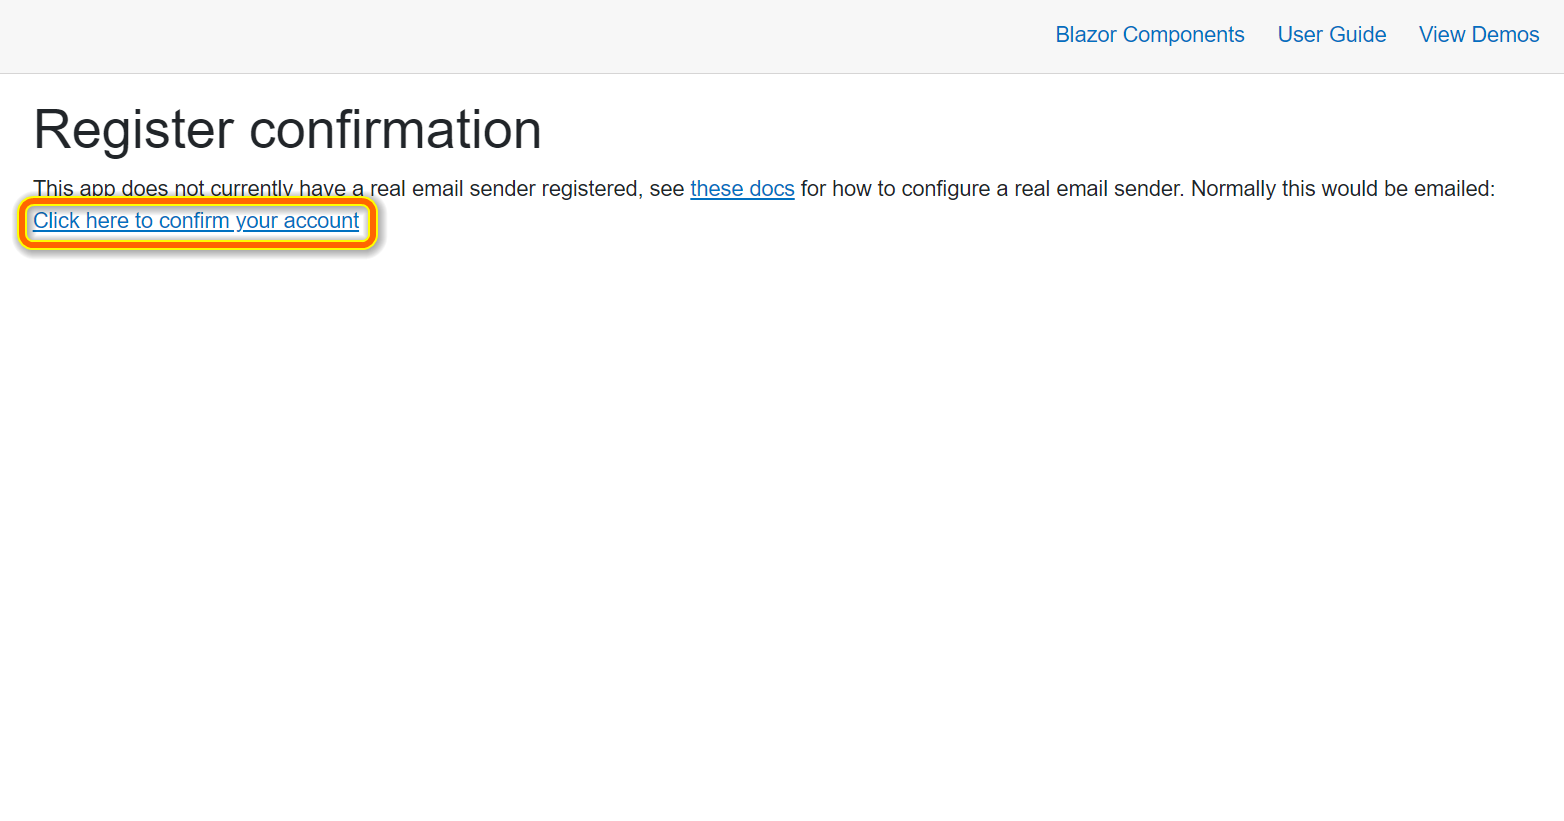 Blazor Components User Guide View Demos
Register confirmation
This app does not currently have a real email sender registered, see these docs for how to configure a real email sender. Normally this would be emailed:
Click here to confirm your account